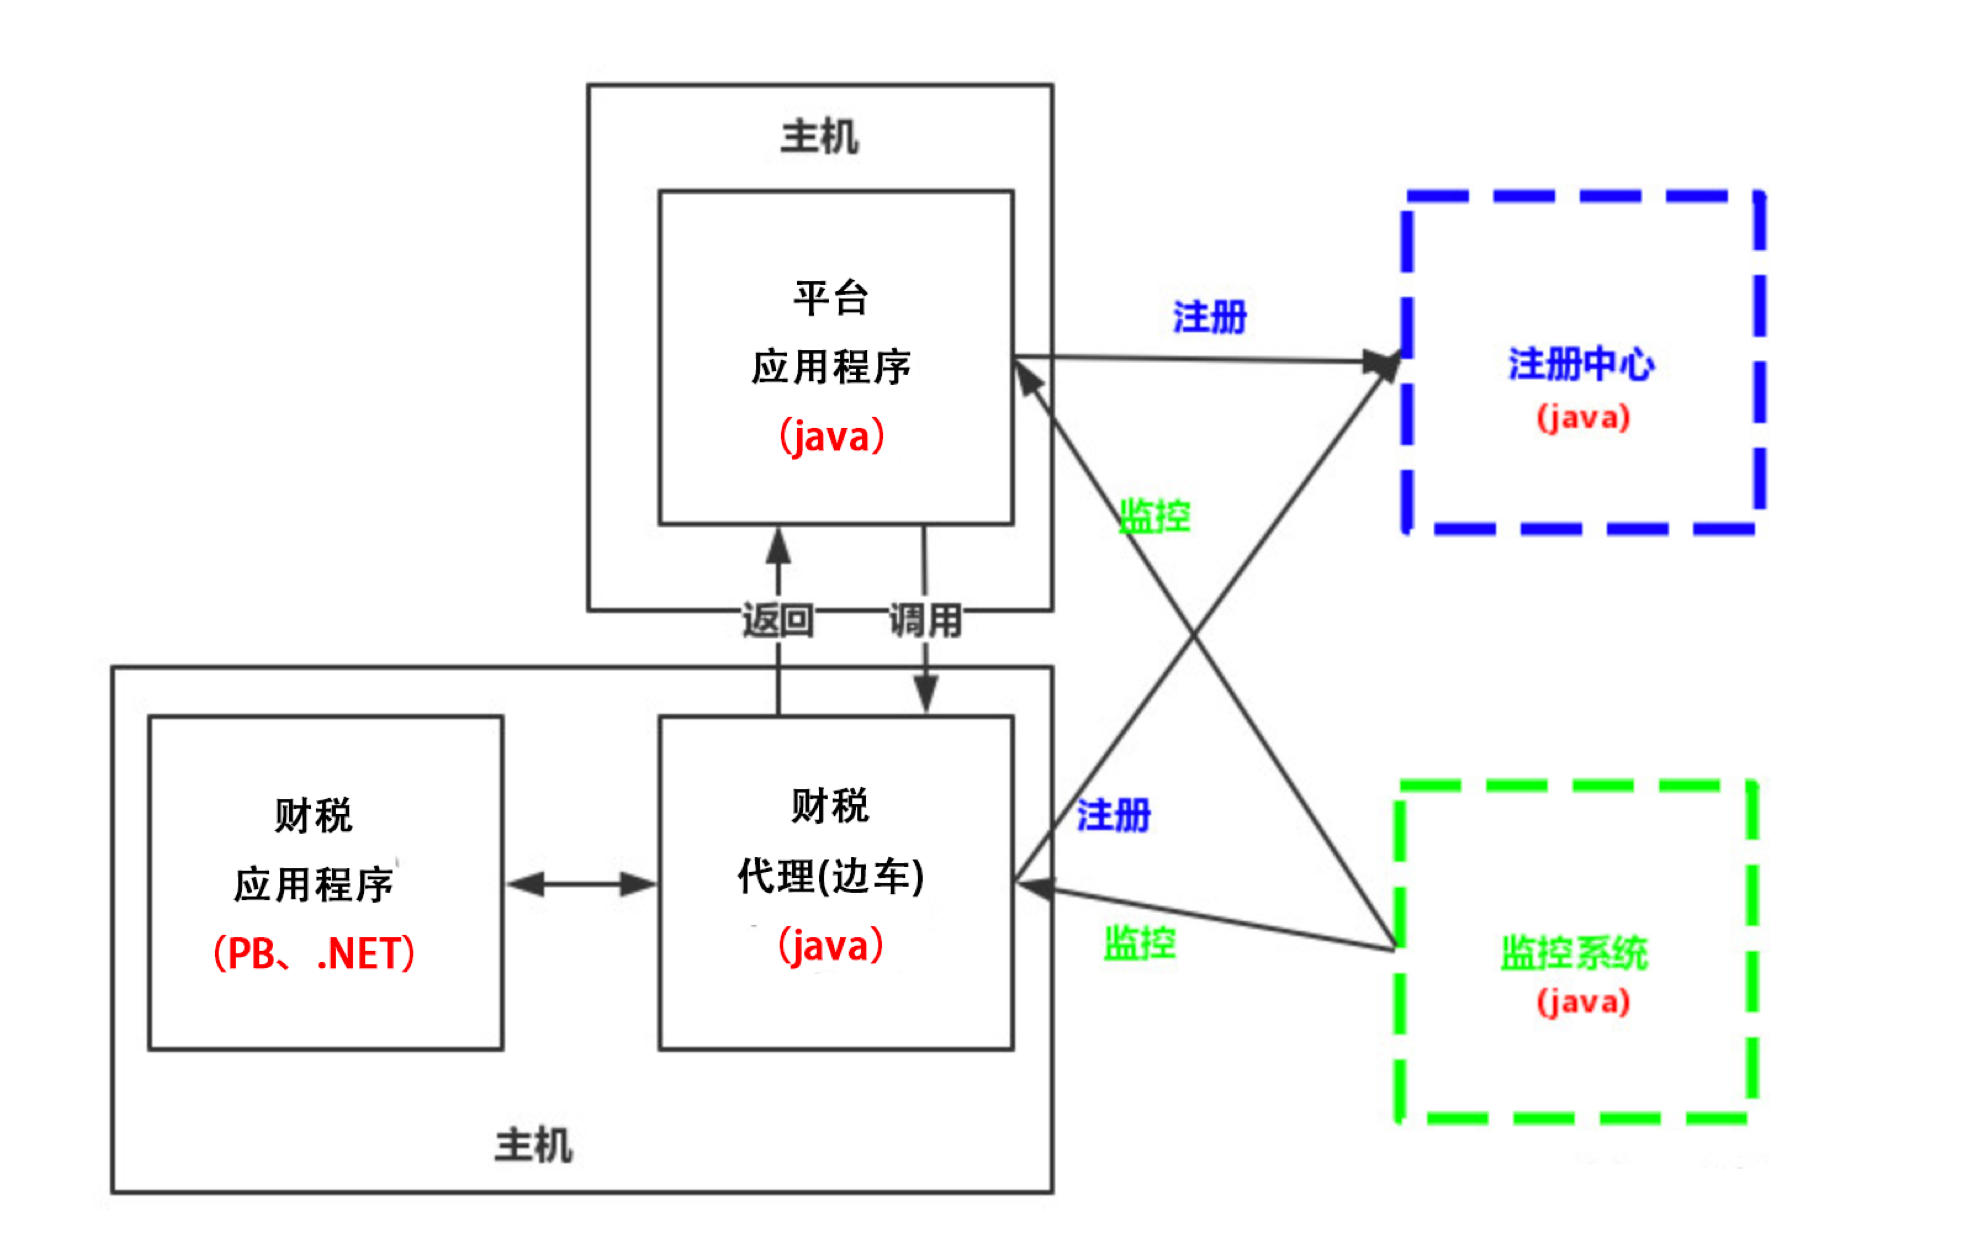 主机
平台
应用程序
（java）
注册
注册中心
(java)
监控
返回
调用
财税
应用程序
（PB、.NET）
财税
代理(边车)
（java）
注册
监控
监控系统
(java)
主机